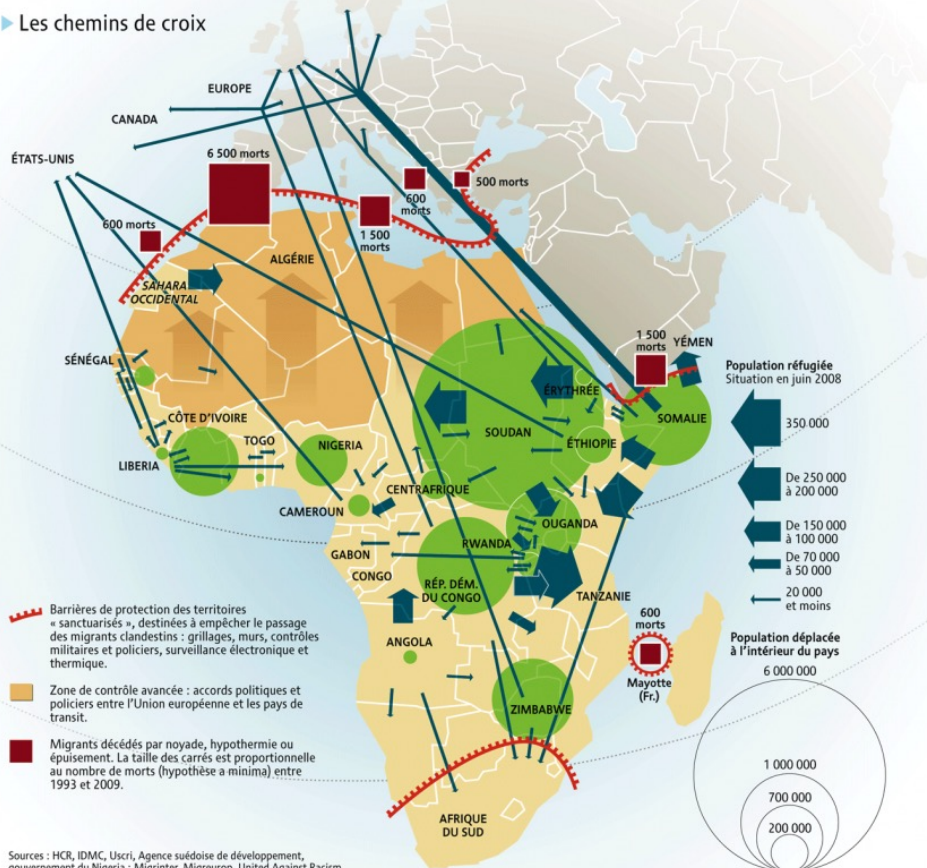 Les chemins de croix
EUROPE
CANADA
ÉTATS-UNIS
6 500 morts
600 morts
1 500
morts
600
morts
500 morts
ALGÉRIE
SAHARA
OCCIDENTAL
1 500
morts
YÉMEN
SÉNÉGAL
ÉRYTHRÉE
SOMALIE
CÔTE D'IVOIRE
TOGO
NIGERIA
SOUDAN
ÉTHIOPIE
LIBERIA
CENTRAFRIQUE
CAMEROUN
OUGANDA
RWANDA
GABON
CONGO
RÉP. DÉM.
DU CONGO
TANZANIE
ANGOLA
600
morts
Mayotte
(Fr.)
ZIMBABWE
AFRIQUE
DU SUD
Population réfugiée
Situation en juin 2008
350 000
De 250 000
à 200 000
De 150 000
à 100 000
De 70 000
à 50 000
20 000
et moins
Population déplacée
à l'intérieur du pays
6 000 000
1 000 000
700 000
200 000
Barrières de protection des territoires
« sanctuarisés », destinées à empêcher le passage
des migrants clandestins : grillages, murs, contrôles
militaires et policiers, surveillance électronique et
thermique.
Zone de contrôle avancée : accords politiques et
policiers entre l'Union européenne et les pays de
transit.
Migrants décédés par noyade, hypothermie ou
épuisement. La taille des carrés est proportionnelle
au nombre de morts (hypothèse a minima) entre
1993 et 2009.
Sources : HCR, IDMC, Uscri, Agence suédoise de développement,
gouvernement du Nigeria ; Migrinter, Migreurop, United Against Racism